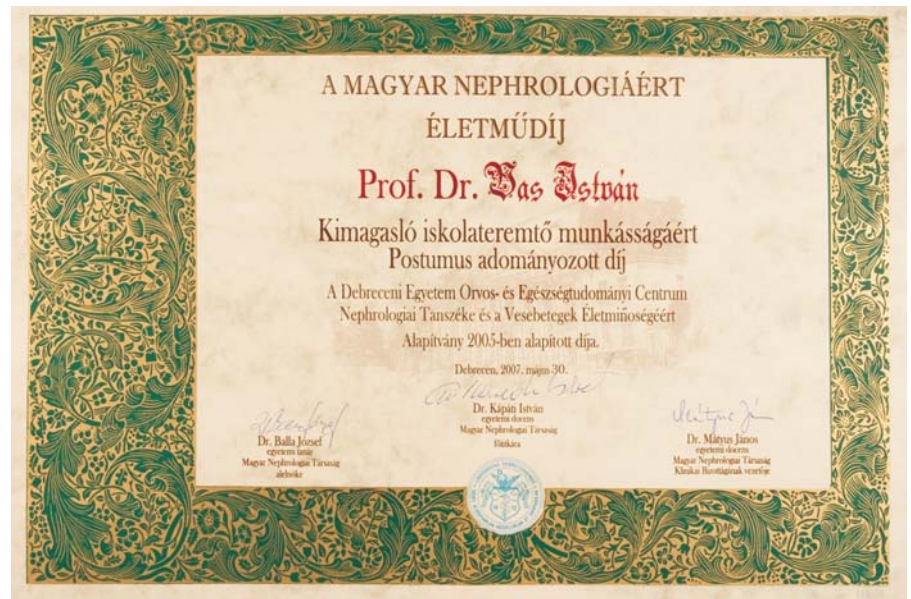 A MAGYAR NEPHROLOGIÁÉRT
ÉLETMŰDÍJ
Prof. Dr. Vas István
Kimagasló iskolateremtő munkásságáért
Postumus adományozott díj
A Debreceni Egyetem Orvos- és Egészségtudományi Centrum
Nephrologiai Tanszéke és a Vesebetegek Életminőségéért
Alapítvány 2005-ben alapított díja.
Debrecen, 2007. május 30.
Dr. Balla József
egyetemi tanár
Magyar Nephrologiai Társaság
alelnöke
Dr. Kápáti István
egyetemi docens
Magyar Nephrologiai Társaság
főtitkára
Dr. Mátyus János
egyetemi docens
Magyar Nephrologiai Társaság
Klinikai Bizottságának vezetője